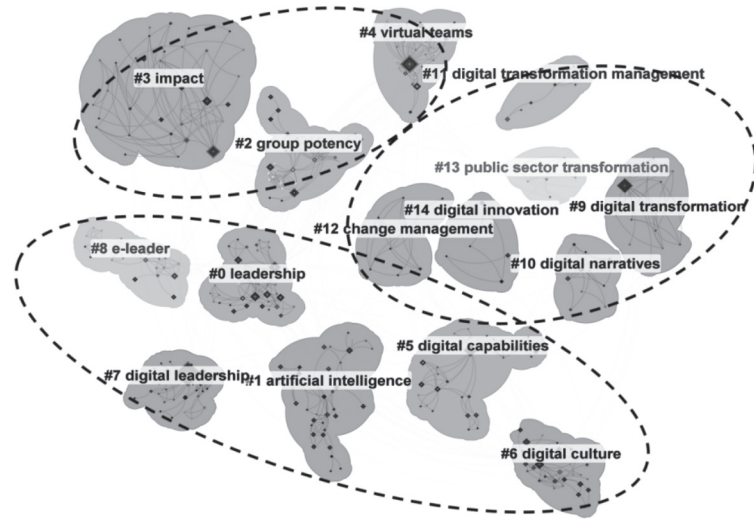 #4 virtual teams
#3 impact
#11 digital transformation management
#2 group potency
#13 public sector transformation
#14 digital innovation
#9 digital transformation
#12 change management
#8 e-leader
#0 leadership
#10 digital narratives
#5 digital capabilities
#7 digital leadership
#1 artificial intelligence
#6 digital culture